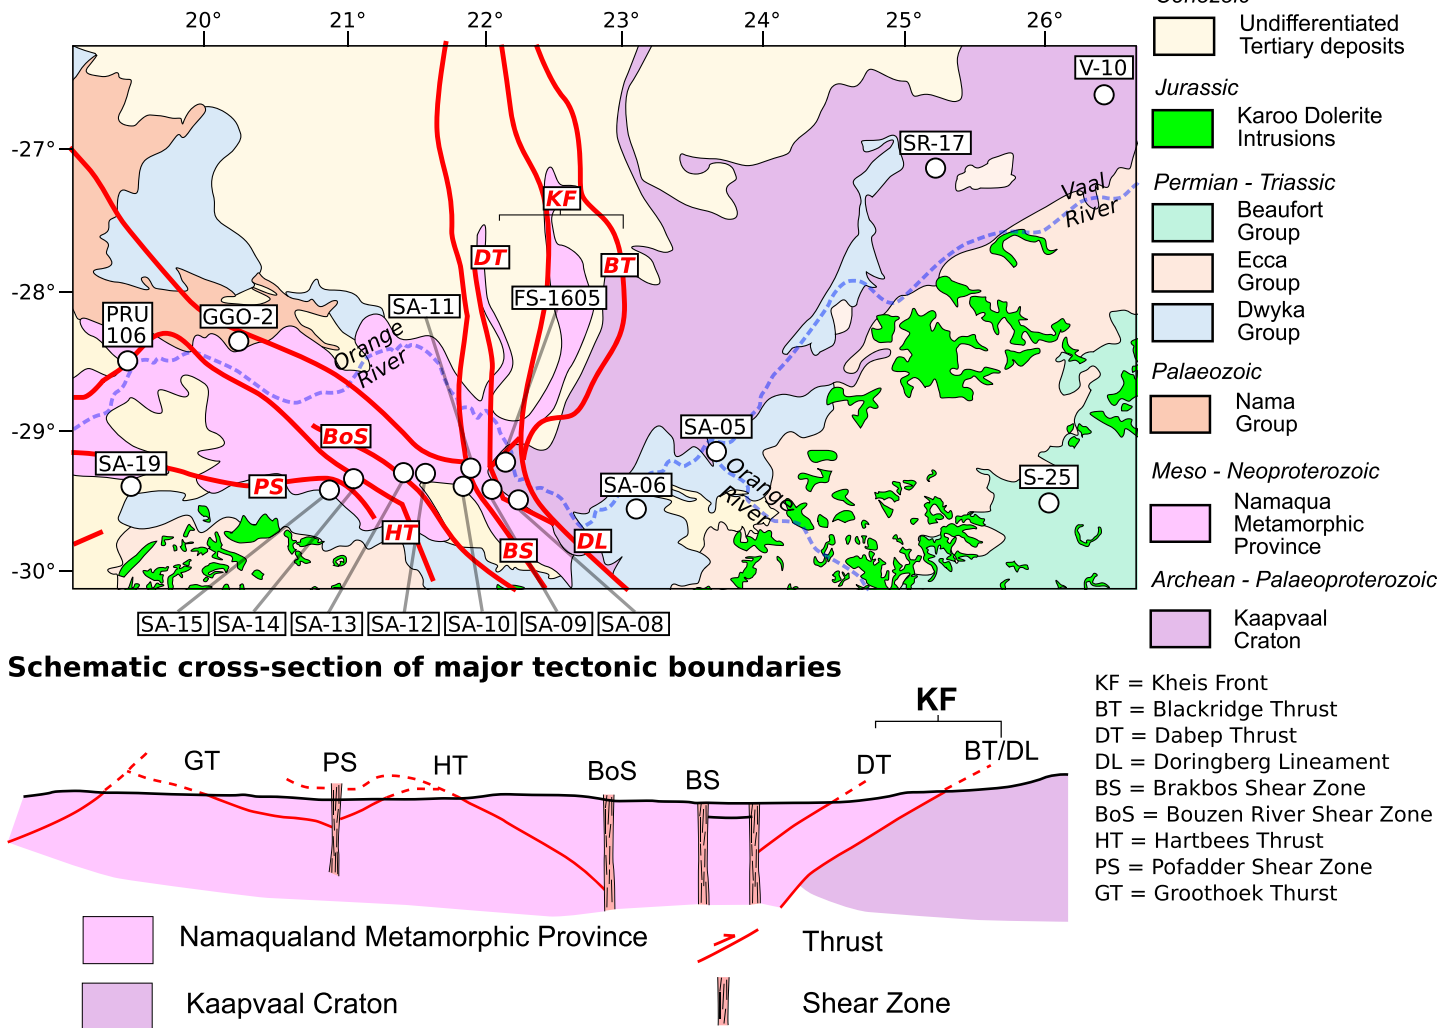 20° 21° 22° 23° 24° 25° 26°
-27°
-28°
-29°
-30°
V-10
SR-17
Vaal
River
KF
DT
BT
SA-11
FS-1605
PRU
106
GGO-2
Orange
River
BoS
SA-05
SA-19
PS
SA-06
Orange
River
S-25
HT
BS
DL
SA-15 SA-14 SA-13 SA-12 SA-10 SA-09 SA-08
Undifferentiated
Tertiary deposits
Jurassic
Karoo Dolerite
Intrusions
Permian - Triassic
Beaufort
Group
Ecca
Group
Dwyka
Group
Palaeozoic
Nama
Group
Meso - Neoproterozoic
Namaqua
Metamorphic
Province
Archean - Palaeoproterozoic
Kaapvaal
Craton
Schematic cross-section of major tectonic boundaries
KF
GT PS HT BoS BS DT BT/DL
KF = Kheis Front
BT = Blackridge Thrust
DT = Dabep Thrust
DL = Doringberg Lineament
BS = Brakbos Shear Zone
BoS = Bouzen River Shear Zone
HT = Hartbees Thrust
PS = Pofadder Shear Zone
GT = Groothoek Thurst
Namaqualand Metamorphic Province
Thrust
Kaapvaal Craton
Shear Zone